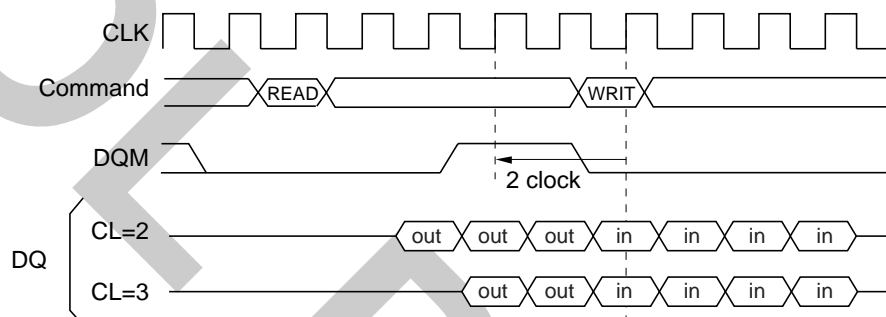 CLK
Command READ WRIT
DQM
2 clock
CL=2 out out out in in in in
DQ
CL=3 out out in in in in